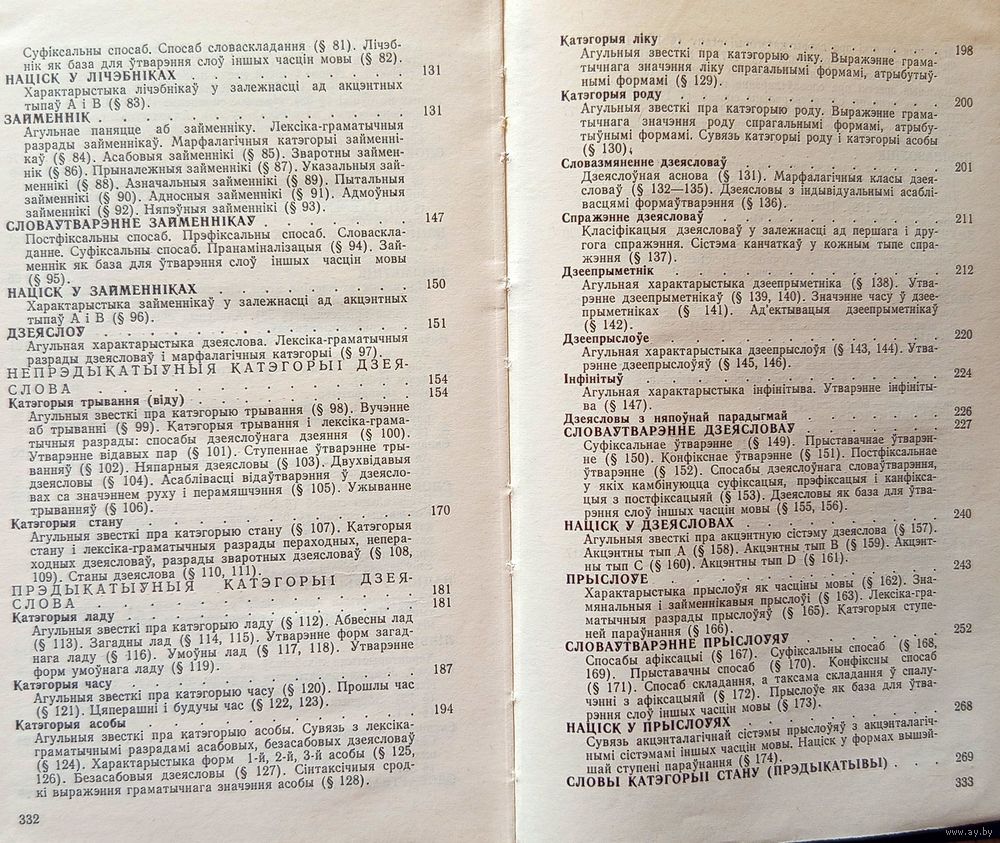 Суфіксальны спосаб. Спосаб словаскладання (§ 81). Лічэб-
нік як база для ўтварэння слоў іншых часцін мовы (§ 82).
НАЦІСК У ЛІЧЭБНІКАХ . . . . . . . . . . 131
Характарыстыка лічэбнікаў у залежнасці ад акцэнтных
тыпаў А і В (§ 83).
ЗАЙМЕННІК . . . . . . . . . . . . . 131
Агульнае паняцце аб займенніку. Лексіка-граматычныя
разрады займеннікаў. Марфалагічныя катэгорыі займенні-
каў (§ 84). Асабовыя займеннікі (§ 85). Зваротны займен-
нік (§ 86). Прыналежныя займеннікі (§ 87). Указальныя зай-
меннікі (§ 88). Азначальныя займеннікі (§ 89). Пытальныя
займеннікі (§ 90). Адносныя займеннікі (§ 91). Адмоўныя
займеннікі (§ 92). Няпэўныя займеннікі (§ 93).
СЛОВАЎТВАРЭННЕ ЗАЙМЕННІКАЎ . . . . . . . 147
Постфіксальны спосаб. Прэфіксальны спосаб. Словаскла-
данне. Суфіксальны спосаб. Пранаміналізацыя (§ 94). Зай-
меннік як база для ўтварэння слоў іншых часцін мовы
(§ 95).
НАЦІСК У ЗАЙМЕННІКАХ . . . . . . . . . 150
Характарыстыка займеннікаў у залежнасці ад акцэнтных
тыпаў А і В (§ 96).
ДЗЕЯСЛОЎ . . . . . . . . . . . . . 151
Агульная характарыстыка дзеяслова. Лексіка-граматычныя
разрады дзеясловаў і марфалагічныя катэгорыі (§ 97).
НЕПРЭДЫКАТЫЎНЫЯ КАТЭГОРЫІ ДЗЕЯ-
СЛОВА . . . . . . . . . . . . . . 154
Катэгорыя трывання (віду) . . . . . . . . . 154
Агульныя звесткі пра катэгорыю трывання (§ 98). Вучэнне
аб трыванні (§ 99). Катэгорыя трывання і лексіка-грама-
тычныя разрады: спосабы дзеяслоўнага дзеяння (§ 100).
Утварэнне відавых пар (§ 101). Ступеннае ўтварэнне тры-
ванняў (§ 102). Няпарныя дзеясловы (§ 103). Двухвідавыя
дзеясловы (§ 104). Асаблівасці відаўтварэння ў дзеясло-
вах са значэннем руху і перамяшчэння (§ 105). Ужыванне
трыванняў (§ 106).
Катэгорыя стану . . . . . . . . . . . . 170
Агульныя звесткі пра катэгорыю стану (§ 107). Катэгорыя
стану і лексіка-граматычныя разрады пераходных, непера-
ходных дзеясловаў, разрады зваротных дзеясловаў (§ 108,
109). Станы дзеяслова (§ 110, 111).
ПРЭДЫКАТЫЎНЫЯ КАТЭГОРЫІ ДЗЕЯ-
СЛОВА . . . . . . . . . . . . . . 181
Катэгорыя ладу . . . . . . . . . . . . 181
Агульныя звесткі пра катэгорыю ладу (§ 112). Абвесны лад
(§ 113). Загадны лад (§ 114, 115). Утварэнне форм загад-
нага ладу (§ 116). Умоўны лад (§ 117, 118). Утварэнне
форм умоўнага ладу (§ 119).
Катэгорыя часу . . . . . . . . . . . . 187
Агульныя звесткі пра катэгорыю часу (§ 120). Прошлы час
(§ 121). Цяперашні і будучы час (§ 122, 123).
Катэгорыя асобы . . . . . . . . . . . . 194
Агульныя звесткі пра катэгорыю асобы. Сувязь з лексіка-
граматычнымі разрадамі асабовых, безасабовых дзеясловаў
(§ 124). Характарыстыка форм 1-й, 2-й, 3-й асобы (§ 125,
126). Безасабовыя дзеясловы (§ 127). Сінтаксічныя срод-
кі выражэння граматычнага значэння асобы (§ 128).
332
Катэгорыя ліку . . . . . . . . . . . . 198
Агульныя звесткі пра катэгорыю ліку. Выражэнне грама-
тычнага значэння ліку спрагальнымі формамі, атрыбутыў-
нымі формамі (§ 129).
Катэгорыя роду . . . . . . . . . . . . 200
Агульныя звесткі пра катэгорыю роду. Выражэнне грама-
тычнага значэння роду спрагальнымі формамі, атрыбу-
тыўнымі формамі. Сувязь катэгорыі роду і катэгорыі асобы
(§ 130).
Словазмяненне дзеясловаў . . . . . . . . . 201
Дзеяслоўная аснова (§ 131). Марфалагічныя класы дзея-
словаў (§ 132—135). Дзеясловы з індывідуальнымі асаблі-
васцямі формаўтварэння (§ 136).
Спражэнне дзеясловаў . . . . . . . . . . 211
Класіфікацыя дзеясловаў у залежнасці ад першага і дру-
гога спражэння. Сістэма канчаткаў у кожным тыпе спра-
жэння (§ 137).
Дзеепрыметнік . . . . . . . . . . . . 212
Агульная характарыстыка дзеепрыметніка (§ 138). Утва-
рэнне дзеепрыметнікаў (§ 139, 140). Значэнне часу ў дзее-
прыметніках (§ 141). Ад'ектывацыя дзеепрыметнікаў
(§ 142).
Дзеепрыслоўе . . . . . . . . . . . . 220
Агульная характарыстыка дзеепрыслоўя (§ 143, 144). Утва-
рэнне дзеепрыслоўяў (§ 145, 146).
Інфінітыў . . . . . . . . . . . . . 224
Агульная характарыстыка інфінітыва. Утварэнне інфініты-
ва (§ 147).
Дзеясловы з няпоўнай парадыгмай . . . . . . . 226
СЛОВАЎТВАРЭННЕ ДЗЕЯСЛОВАЎ . . . . . . . 227
Суфіксальнае ўтварэнне (§ 149). Прыставачнае ўтварэн-
не (§ 150). Конфікснае ўтварэнне (§ 151). Постфіксальнае
ўтварэнне (§ 152). Спосабы дзеяслоўнага словаўтварэння,
у якіх камбінуюцца суфіксацыя, прэфіксацыя і канфікса-
цыя з постфіксацыяй (§ 153). Дзеясловы як база для ўтва-
рэння слоў іншых часцін мовы (§ 155, 156).
НАЦІСК У ДЗЕЯСЛОВАХ . . . . . . . . . 240
Агульныя звесткі пра акцэнтную сістэму дзеяслова (§ 157).
Акцэнтны тып А (§ 158). Акцэнтны тып В (§ 159). Акцэнт-
ны тып С (§ 160). Акцэнтны тып D (§ 161).
ПРЫСЛОЎЕ . . . . . . . . . . . . . 243
Характарыстыка прыслоўя як часціны мовы (§ 162). Зна-
мянальныя і займеннікавыя прыслоўі (§ 163). Лексіка-гра-
матычныя разрады прыслоўяў (§ 165). Катэгорыя ступе-
ней параўнання (§ 166).
СЛОВАЎТВАРЭННЕ ПРЫСЛОЎЯЎ . . . . . . . 252
Спосабы афіксацыі (§ 167). Суфіксальны спосаб (§ 168,
169). Прыставачны спосаб (§ 170). Конфіксны спосаб
(§ 171). Спосаб складання, а таксама складання ў спалу-
чэнні з афіксацыяй (§ 172). Прыслоўе як база для ўтва-
рэння слоў іншых часцін мовы (§ 173).
НАЦІСК У ПРЫСЛОЎЯХ . . . . . . . . . 268
Сувязь акцэнталагічнай сістэмы прыслоўяў з акцэнталагіч-
нымі сістэмамі іншых часцін мовы. Націск у формах вышэй-
шай ступені параўнання (§ 174).
СЛОВЫ КАТЭГОРЫІ СТАНУ (ПРЭДЫКАТЫВЫ) . . . 269
333
www.ay.by